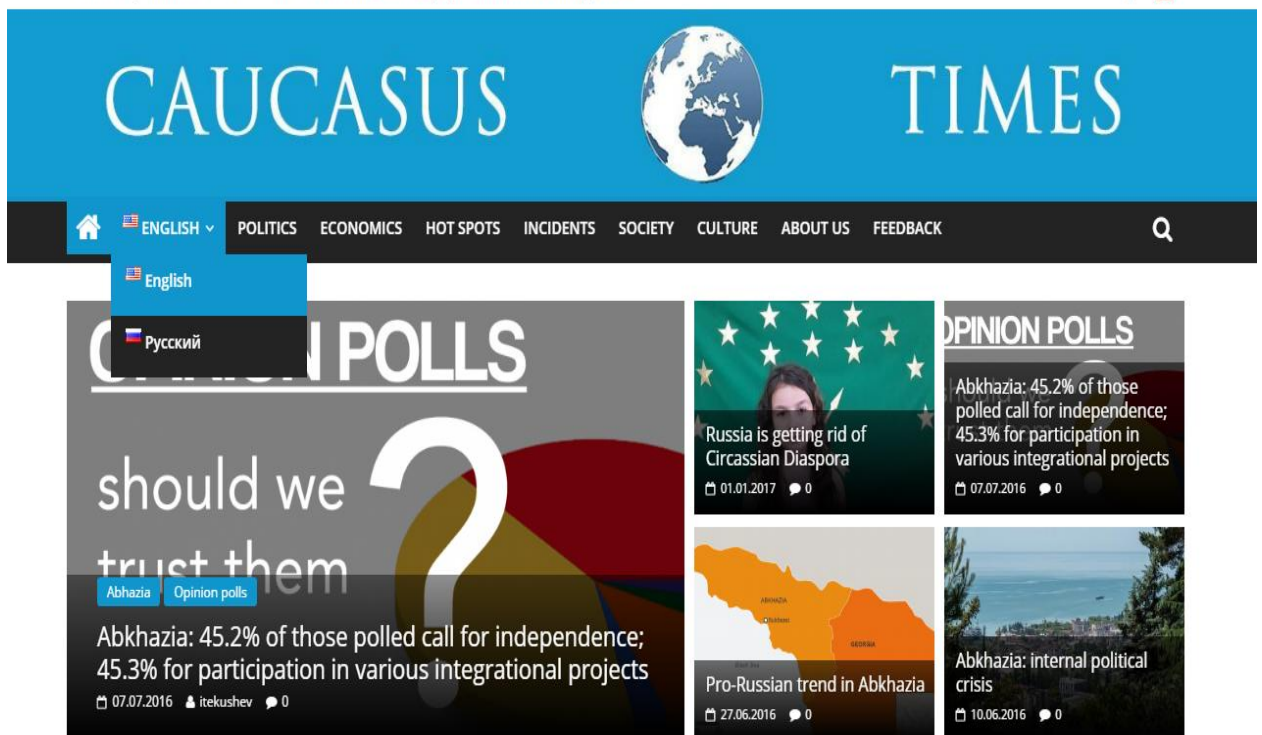 CAUCASUS TIMES
ENGLISH POLITICS ECONOMICS HOT SPOTS INCIDENTS SOCIETY CULTURE ABOUT US FEEDBACK
English
Русский
N POLLS
should we
trust them
?
Abhazia Opinion polls
Abkhazia: 45.2% of those polled call for independence;
45.3% for participation in various integrational projects
07.07.2016 itekushev 0
Russia is getting rid of
Circassian Diaspora
01.01.2017 0
OPINION POLLS
Abkhazia: 45.2% of those
polled call for independence;
45.3% for participation in
various integrational projects
07.07.2016 0
ABKHAZIA
GEORGIA
Pro-Russian trend in Abkhazia
27.06.2016 0
Abkhazia: internal political
crisis
10.06.2016 0